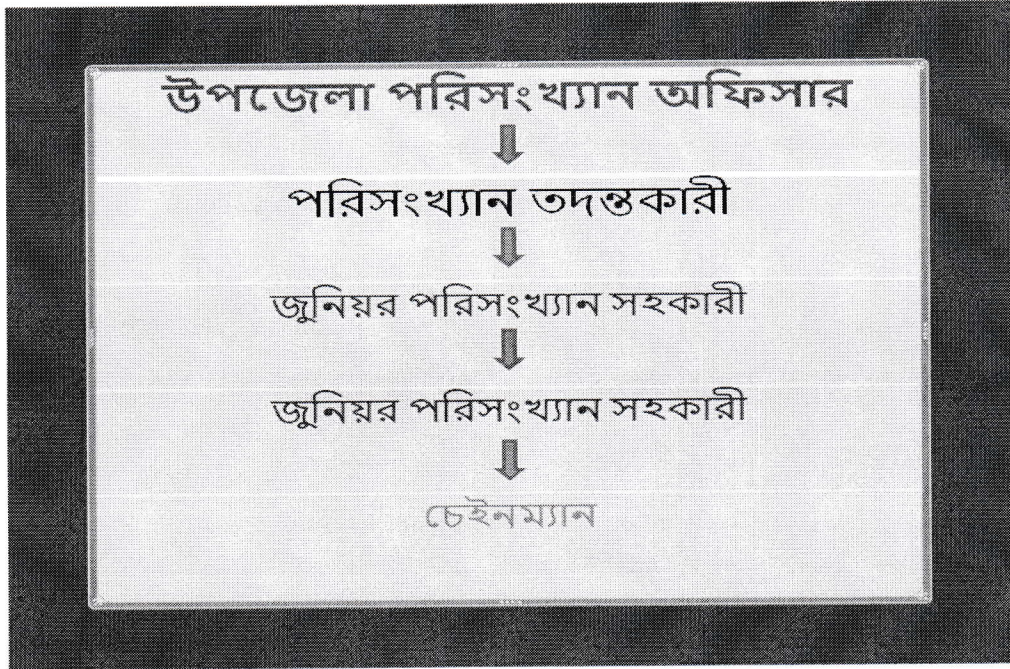 উপজেলা পরিসংখ্যান অফিসার
পরিসংখ্যান তদন্তকারী
জুনিয়র পরিসংখ্যান সহকারী
জুনিয়র পরিসংখ্যান সহকারী
চেইনম্যান